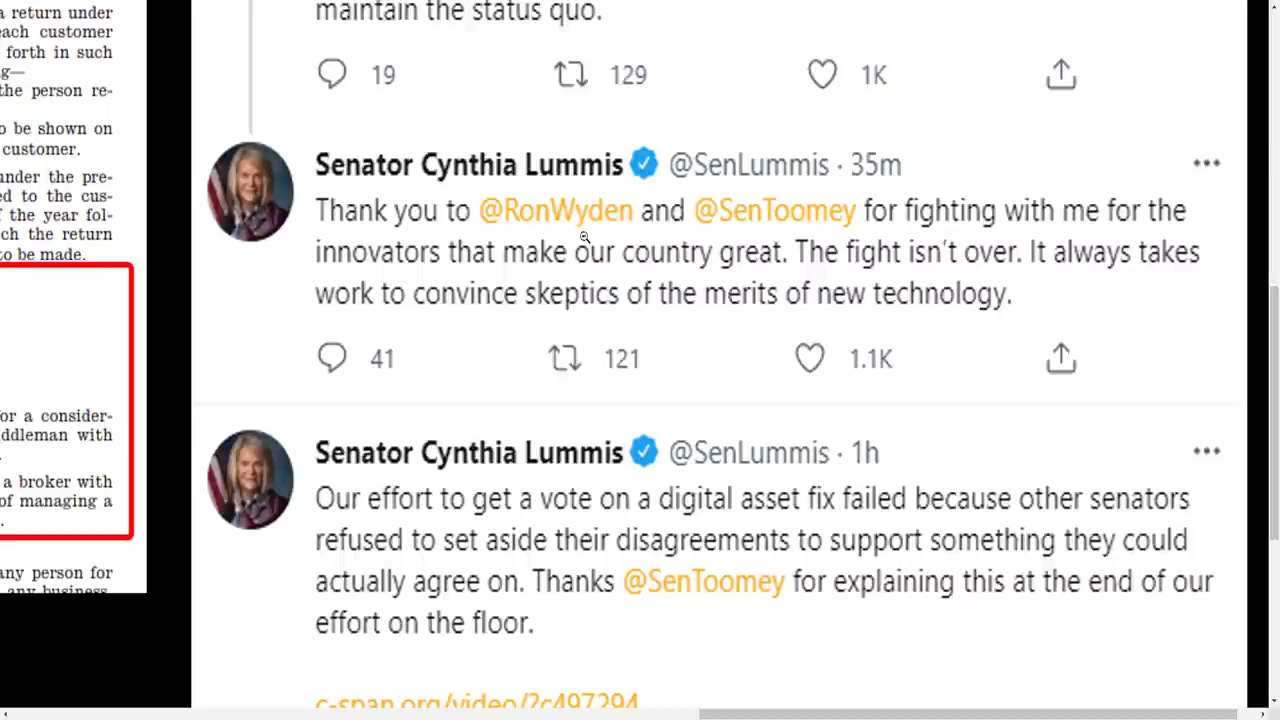 a return under
each customer
forth in such
g—
the person re-
o be shown on
customer.
under the pre-
ed to the cus-
f the year fol-
ch the return
to be made.
or a consider-
ddleman with
.
a broker with
of managing a
.
any person for
any business,
maintain the status quo.
19 129 1K
Senator Cynthia Lummis @SenLummis · 35m
Thank you to @RonWyden and @SenToomey for fighting with me for the
innovators that make our country great. The fight isn’t over. It always takes
work to convince skeptics of the merits of new technology.
41 121 1.1K
Senator Cynthia Lummis @SenLummis · 1h
Our effort to get a vote on a digital asset fix failed because other senators
refused to set aside their disagreements to support something they could
actually agree on. Thanks @SenToomey for explaining this at the end of our
effort on the floor.
c-span.org/video/?c497294